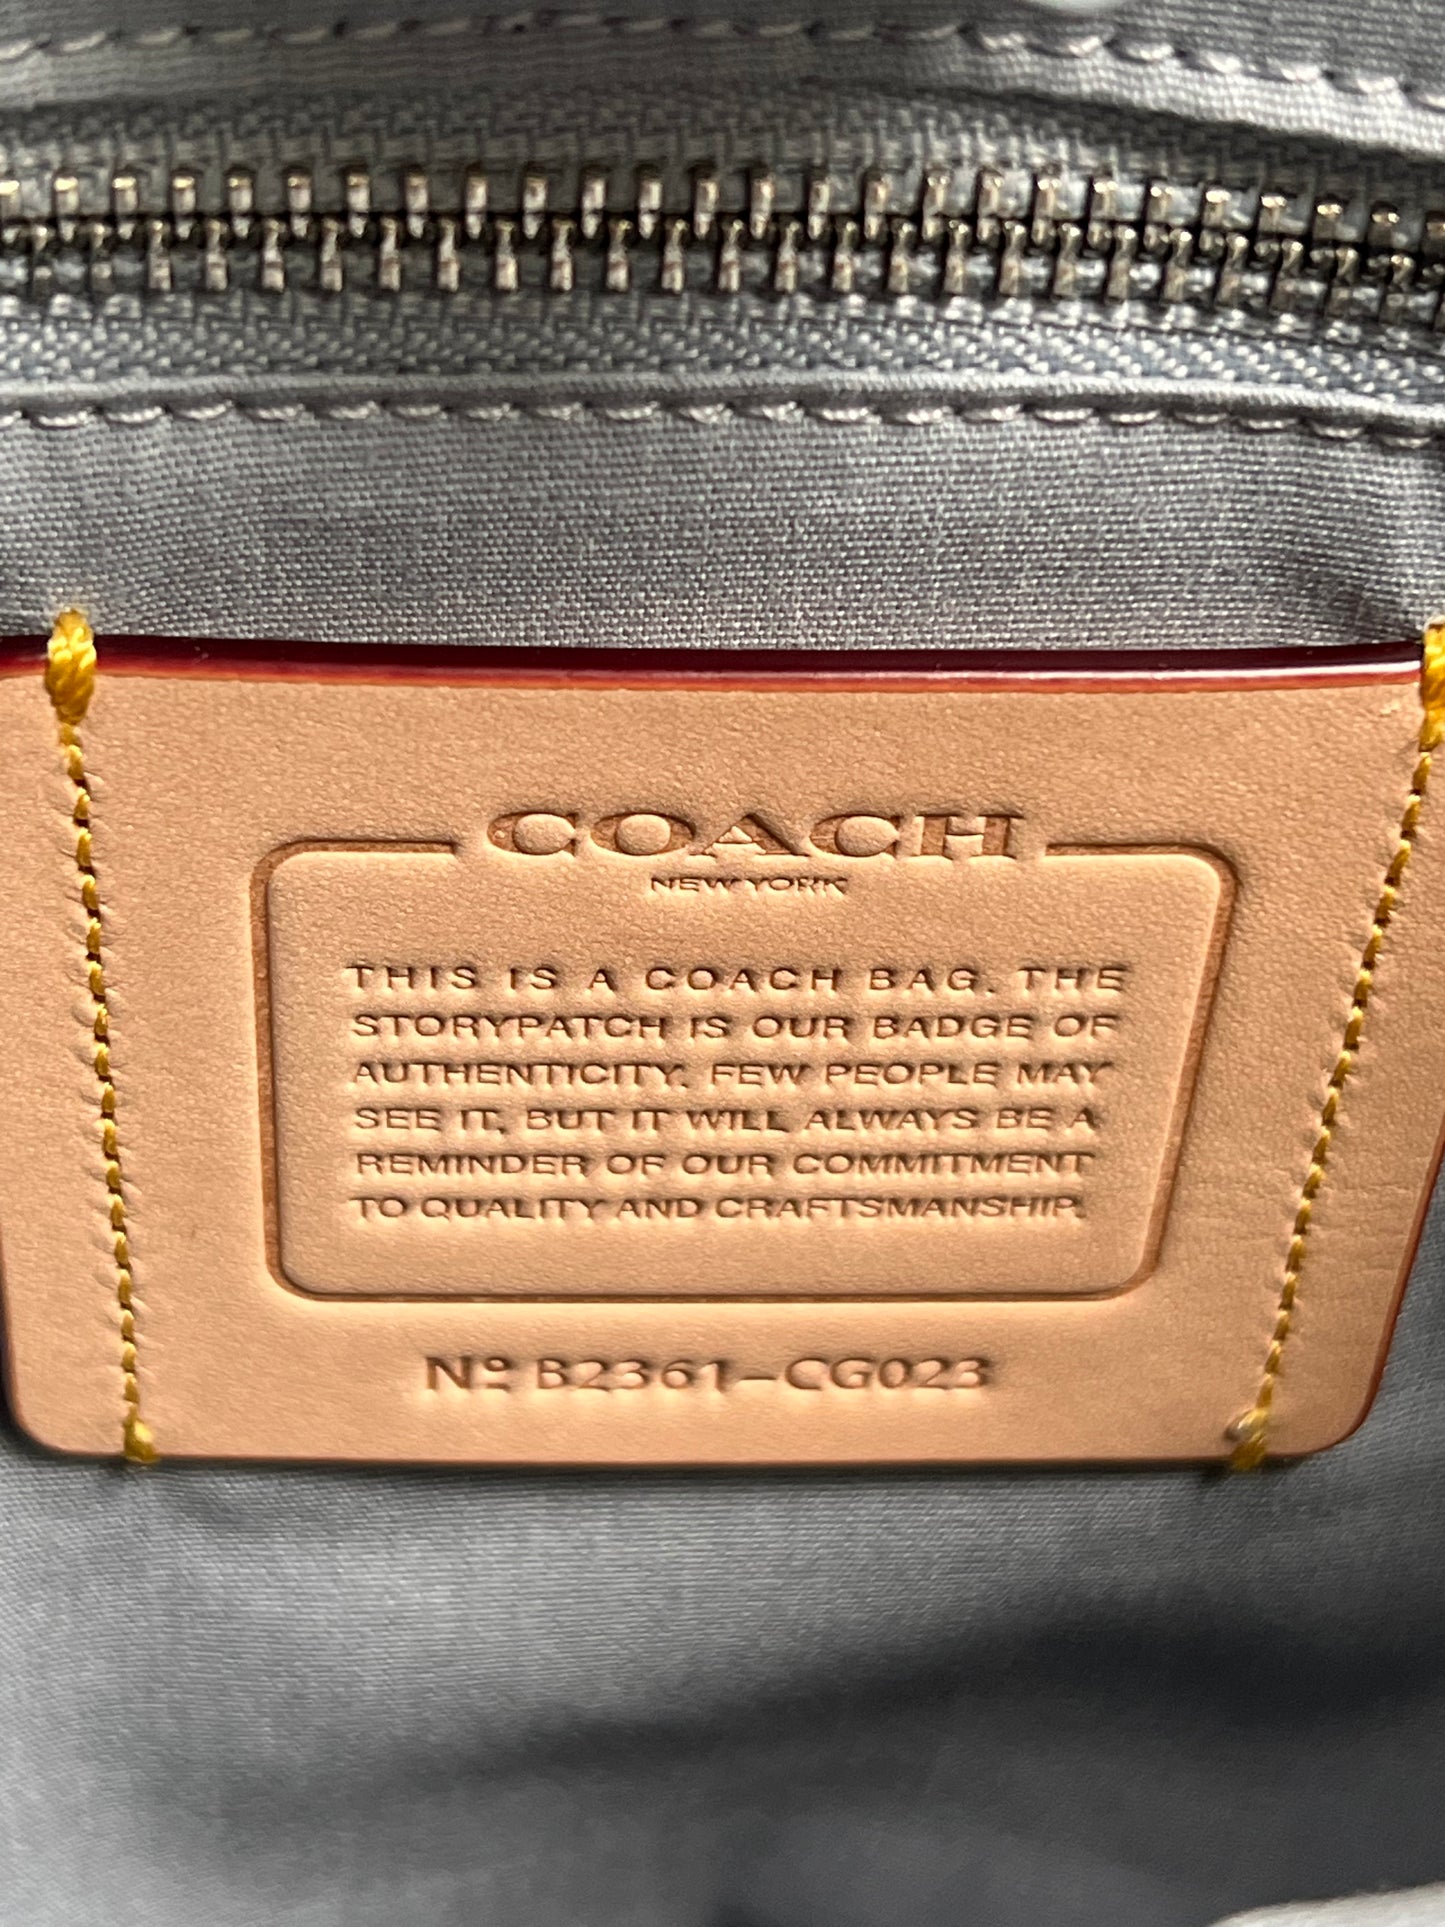 COACH
NEW YORK
THIS IS A COACH BAG. THE
STORYPATCH IS OUR BADGE OF
AUTHENTICITY. FEW PEOPLE MAY
SEE IT, BUT IT WILL ALWAYS BE A
REMINDER OF OUR COMMITMENT
TO QUALITY AND CRAFTSMANSHIP.
Nº B2361-CG023